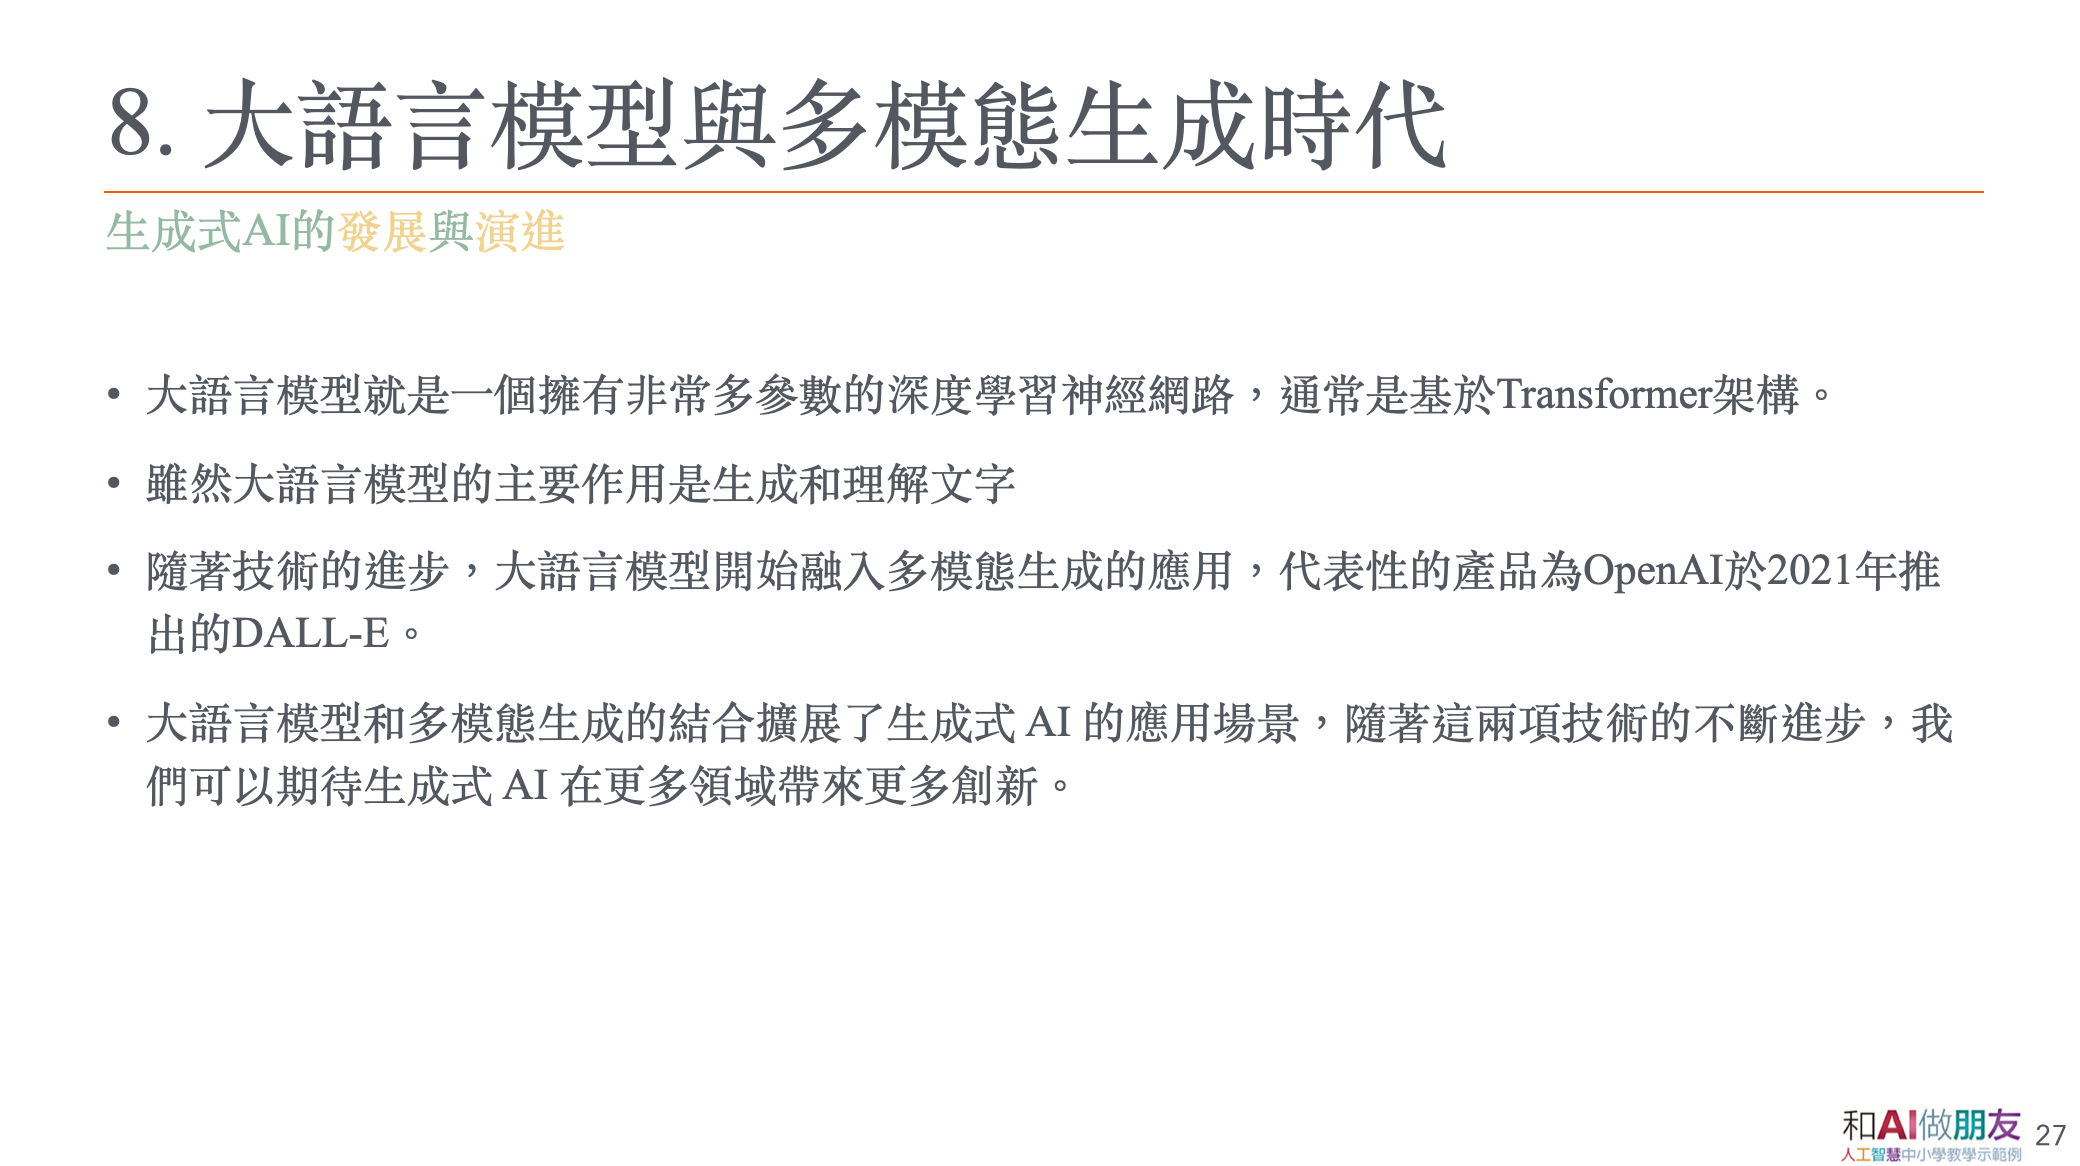 8. 大語言模型與多模態生成時代
生成式AI的發展與演進
• 大語言模型就是一個擁有非常多參數的深度學習神經網路，通常是基於Transformer架構。
• 雖然大語言模型的主要作用是生成和理解文字
• 隨著技術的進步，大語言模型開始融入多模態生成的應用，代表性的產品為OpenAI於2021年推
出的DALL-E。
• 大語言模型和多模態生成的結合擴展了生成式 AI 的應用場景，隨著這兩項技術的不斷進步，我
們可以期待生成式 AI 在更多領域帶來更多創新。
和AI做朋友
人工智慧中小學教學示範例
27